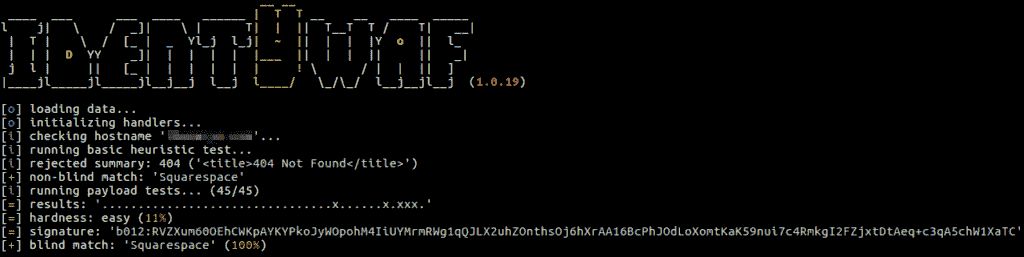 IDENTYWAF (1.0.19)
[o] loading data...
[o] initializing handlers...
[i] checking hostname ' '...
[i] running basic heuristic test...
[i] rejected summary: 404 ('<title>404 Not Found</title>')
[+] non-blind match: 'Squarespace'
[i] running payload tests... (45/45)
[=] results: '...............................x......x.xxx.'
[=] hardness: easy (11%)
[=] signature: 'b012:RVZXum60OEhCWKpAYKYPkoJyWOpohM4IiUYMrmRWg1qQJLX2uhZOnthsOj6hXrAA16BcPhJOdLoXomtKaK59nui7c4RmkgI2FZjxtDtAeq+c3qA5chW1XaTC'
[+] blind match: 'Squarespace' (100%)